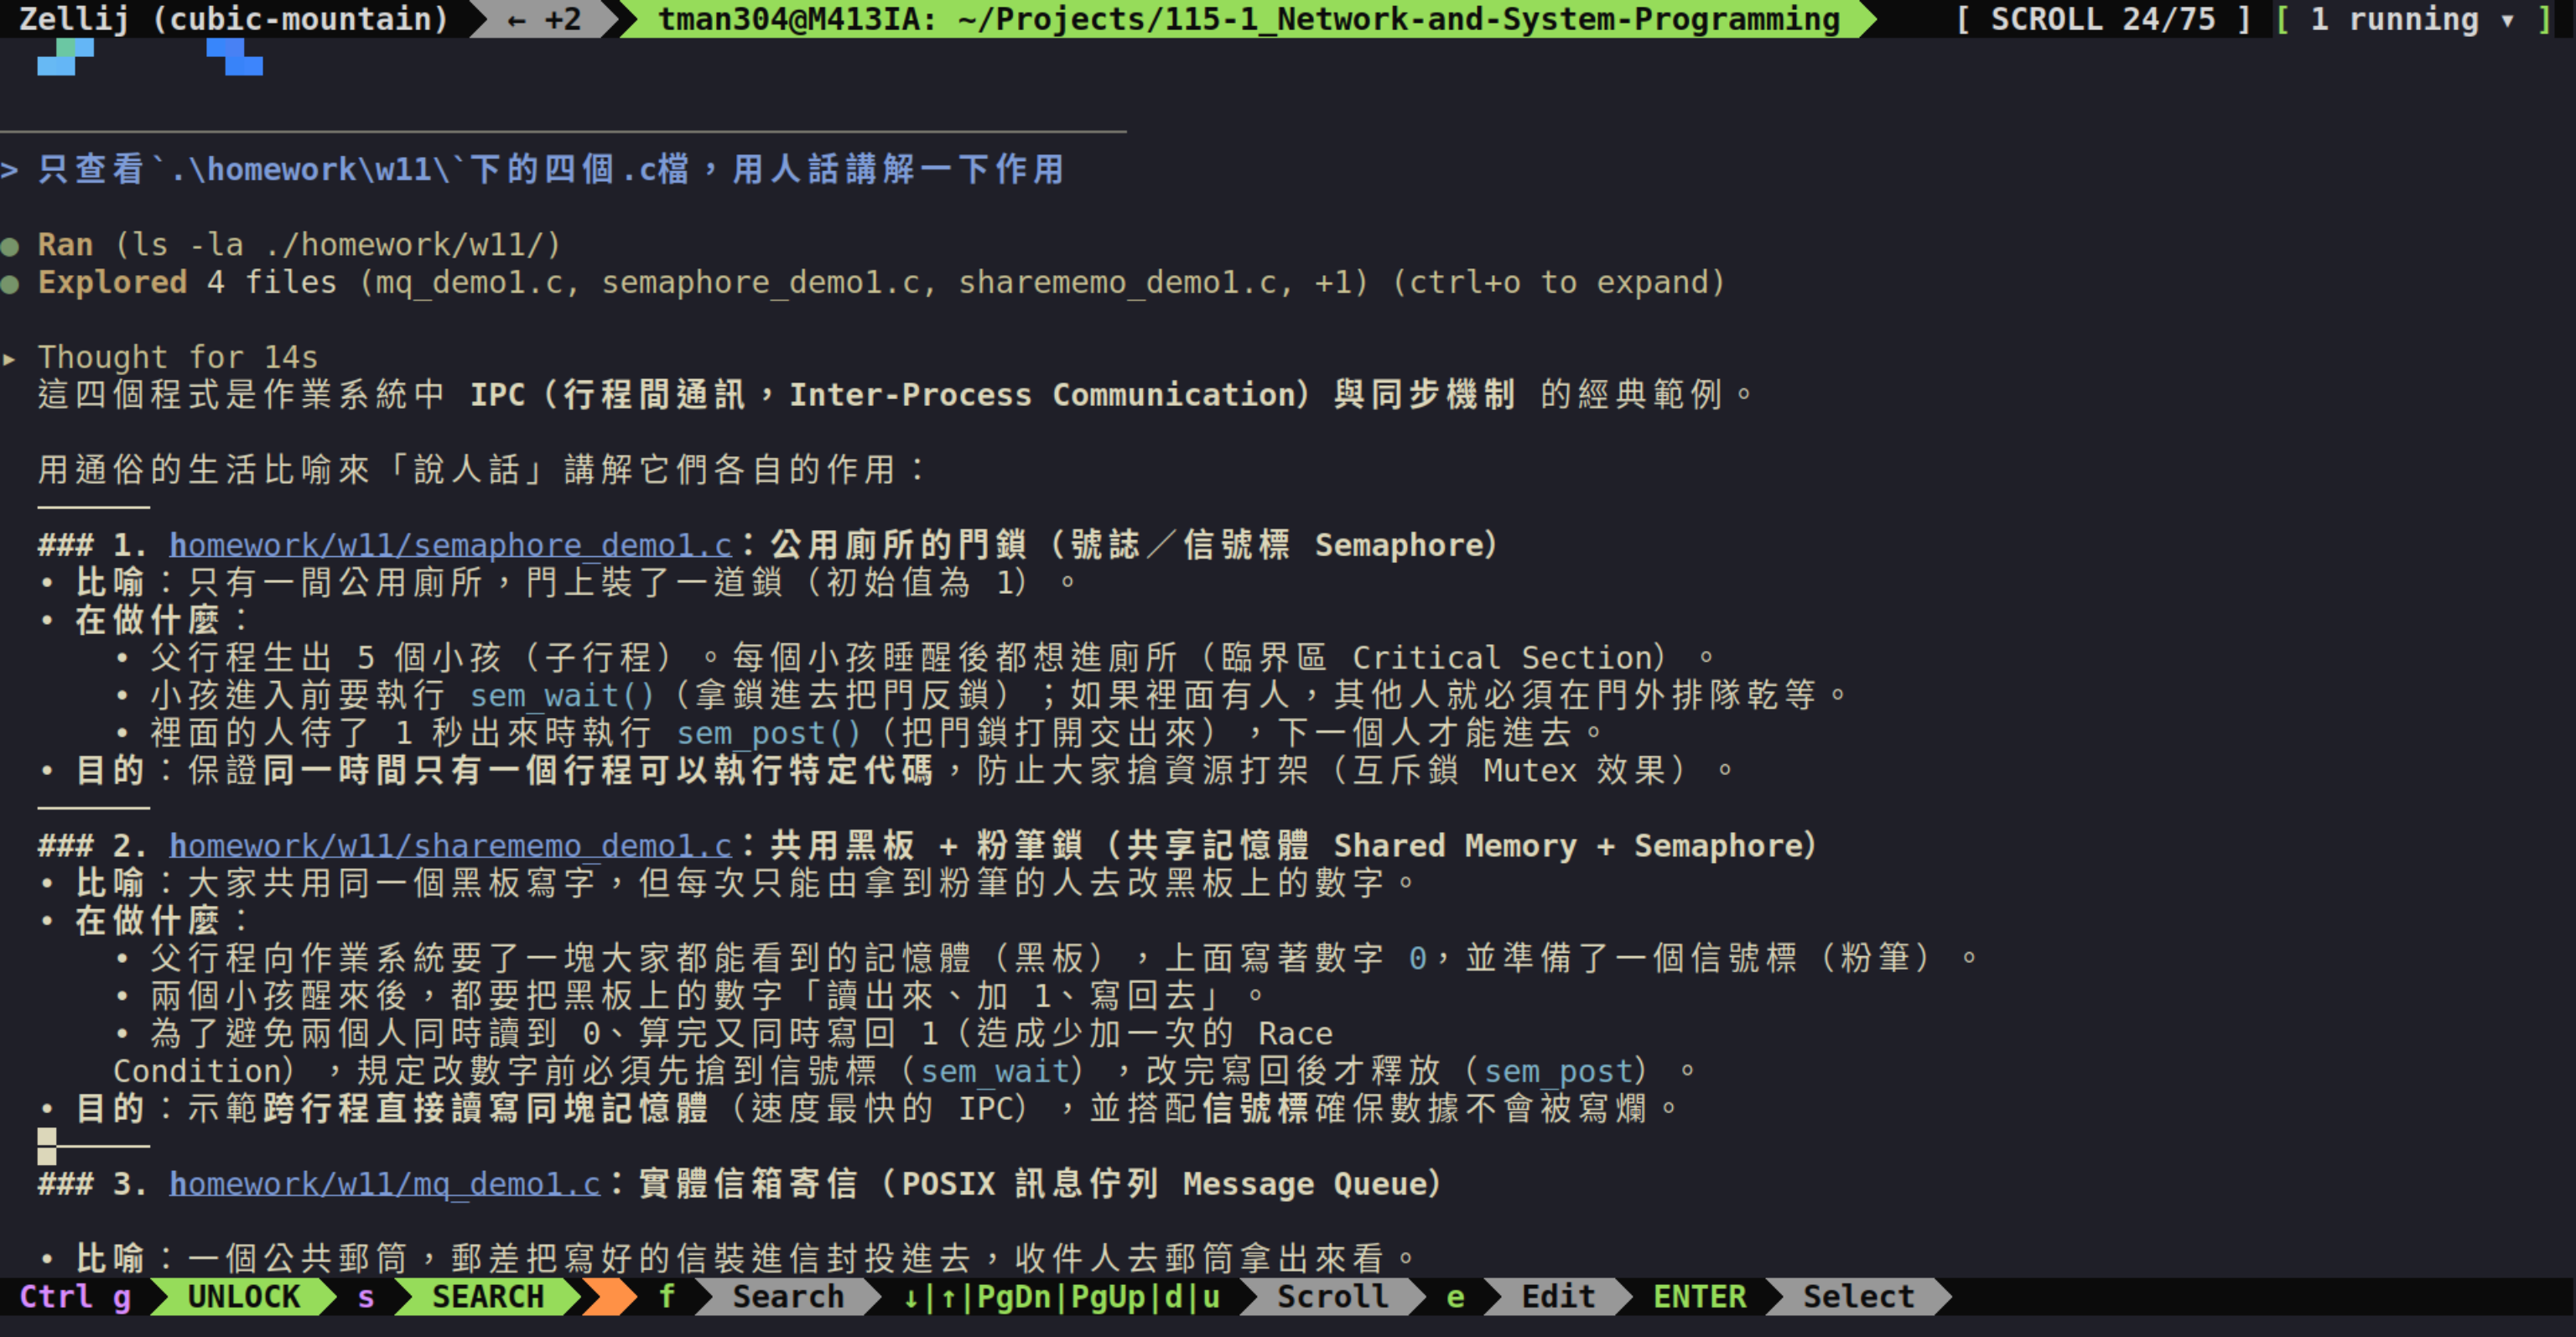 Zellij (cubic-mountain) ← +2 tman304@M413IA: ~/Projects/115-1_Network-and-System-Programming [ SCROLL 24/75 ] [ 1 running ▾ ]
> 只查看`.\homework\w11\`下的四個.c檔，用人話講解一下作用
● Ran (ls -la ./homework/w11/)
● Explored 4 files (mq_demo1.c, semaphore_demo1.c, sharememo_demo1.c, +1) (ctrl+o to expand)
▸ Thought for 14s
這四個程式是作業系統中 IPC（行程間通訊，Inter-Process Communication）與同步機制 的經典範例。
用通俗的生活比喻來「說人話」講解它們各自的作用：
### 1. homework/w11/semaphore_demo1.c：公用廁所的門鎖（號誌／信號標 Semaphore）
• 比喻：只有一間公用廁所，門上裝了一道鎖（初始值為 1）。
• 在做什麼：
• 父行程生出 5 個小孩（子行程）。每個小孩睡醒後都想進廁所（臨界區 Critical Section）。
• 小孩進入前要執行 sem_wait()（拿鎖進去把門反鎖）；如果裡面有人，其他人就必須在門外排隊乾等。
• 裡面的人待了 1 秒出來時執行 sem_post()（把門鎖打開交出來），下一個人才能進去。
• 目的：保證同一時間只有一個行程可以執行特定代碼，防止大家搶資源打架（互斥鎖 Mutex 效果）。
### 2. homework/w11/sharememo_demo1.c：共用黑板 + 粉筆鎖（共享記憶體 Shared Memory + Semaphore）
• 比喻：大家共用同一個黑板寫字，但每次只能由拿到粉筆的人去改黑板上的數字。
• 在做什麼：
• 父行程向作業系統要了一塊大家都能看到的記憶體（黑板），上面寫著數字 0，並準備了一個信號標（粉筆）。
• 兩個小孩醒來後，都要把黑板上的數字「讀出來、加 1、寫回去」。
• 為了避免兩個人同時讀到 0、算完又同時寫回 1（造成少加一次的 Race
Condition），規定改數字前必須先搶到信號標（sem_wait），改完寫回後才釋放（sem_post）。
• 目的：示範跨行程直接讀寫同塊記憶體（速度最快的 IPC），並搭配信號標確保數據不會被寫爛。
### 3. homework/w11/mq_demo1.c：實體信箱寄信（POSIX 訊息佇列 Message Queue）
• 比喻：一個公共郵筒，郵差把寫好的信裝進信封投進去，收件人去郵筒拿出來看。
Ctrl g UNLOCK s SEARCH f Search ↓|↑|PgDn|PgUp|d|u Scroll e Edit ENTER Select